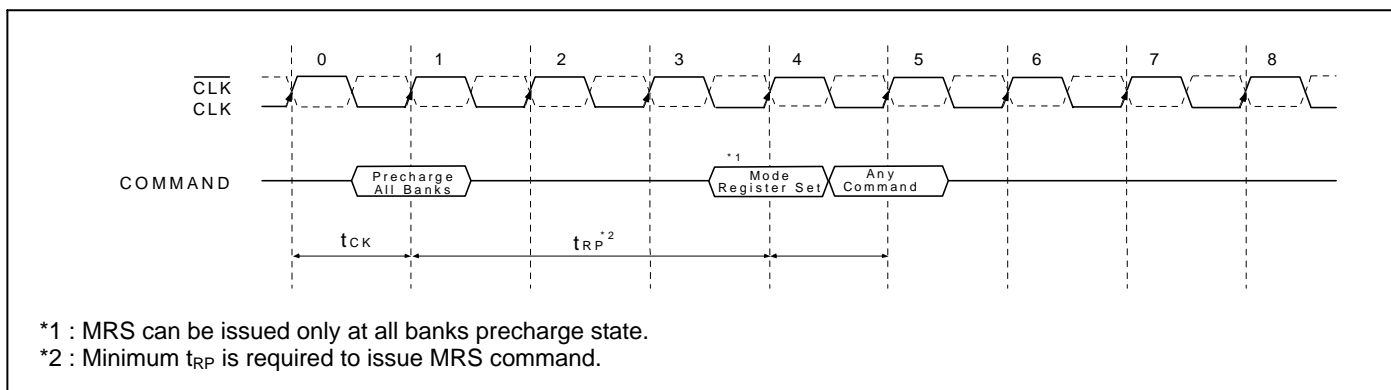 0 1 2 3 4 5 6 7 8
CLK
CLK
COMMAND
Precharge
All Banks
*1
Mode
Register Set
Any
Command
tCK
tRP*2
*1 : MRS can be issued only at all banks precharge state.
*2 : Minimum tRP is required to issue MRS command.